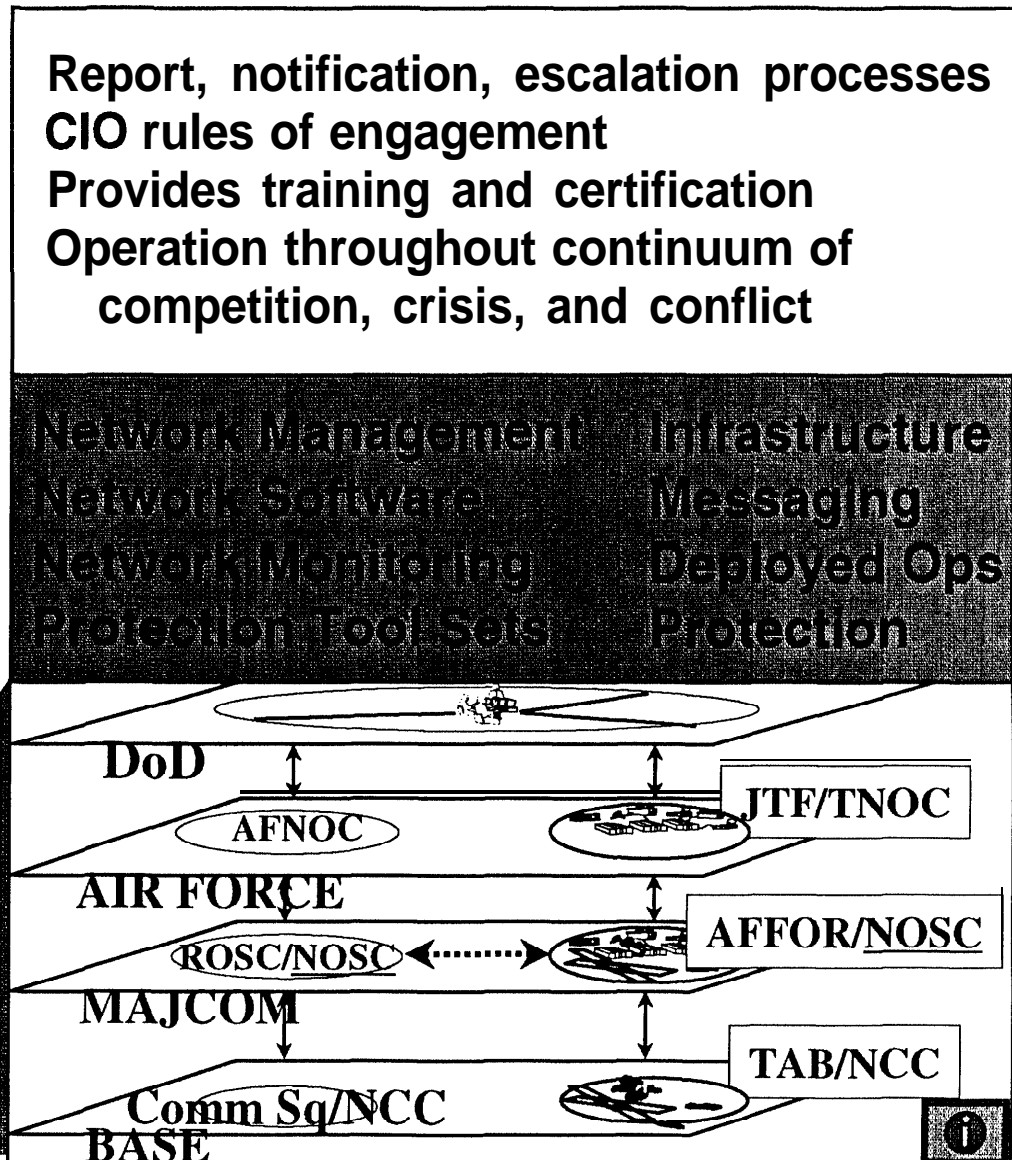 Report, notification, escalation processes
CIO rules of engagement
Provides training and certification
Operation throughout continuum of
competition, crisis, and conflict
Network Management Infrastructure
Network Software Messaging
Network Monitoring Deployed Ops
Protection Tool Sets Protection
DoD
JTF/TNOC
AFNOC
AIR FORCE
AFFOR/NOSC
ROSC/NOSC
MAJCOM
TAB/NCC
Comm Sq/NCC
BASE
i